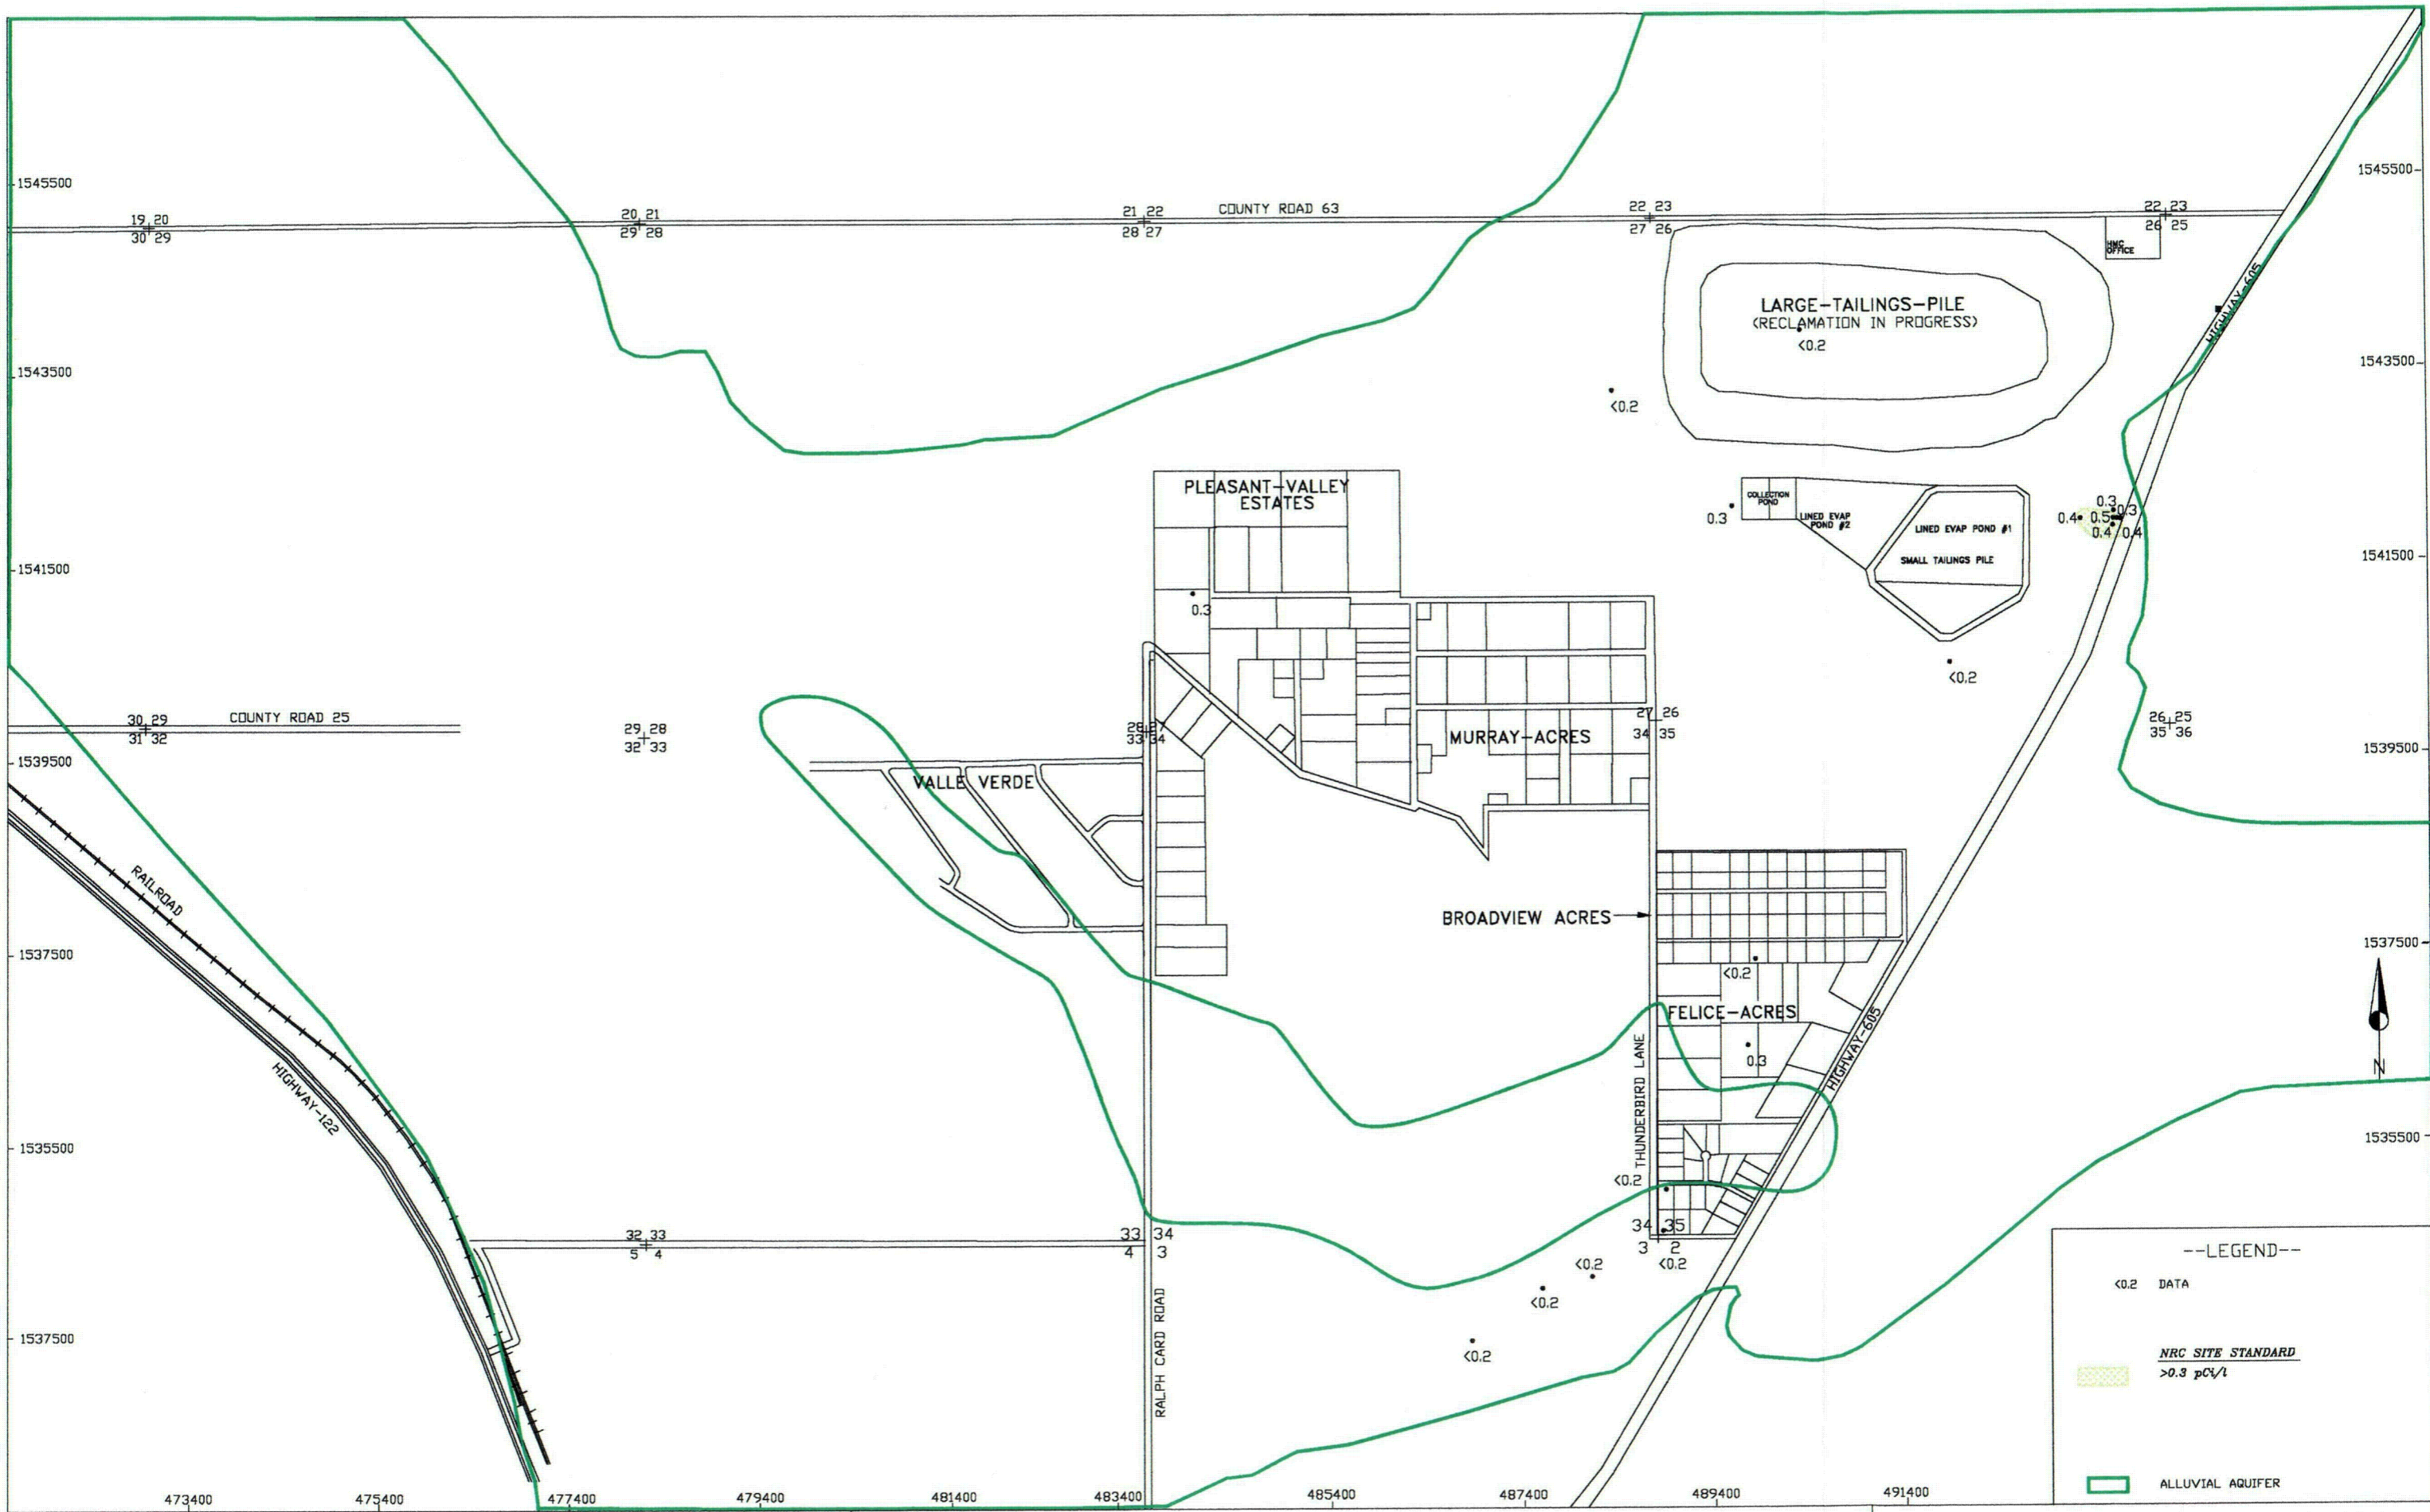 1545500
1545500
19 20
30 29
20 21
29 28
21 22
28 27
COUNTY ROAD 63
22 23
27 26
22 23
26 25
HMC
OFFICE
HIGHWAY-605
LARGE-TAILINGS-PILE
(RECLAMATION IN PROGRESS)
<0.2
1543500
1543500
<0.2
PLEASANT-VALLEY
ESTATES
COLLECTION
POND
0.3
LINED EVAP
POND #2
LINED EVAP POND #1
SMALL TAILINGS PILE
0.3
0.3
0.4
0.5
0.4
0.4
1541500
1541500
0.3
<0.2
30 29
31 32
COUNTY ROAD 25
29 28
32 33
28 27
33 34
27 26
34 35
26 25
35 36
MURRAY-ACRES
1539500
1539500
VALLE VERDE
RAILROAD
BROADVIEW ACRES
1537500
1537500
<0.2
FELICE-ACRES
0.3
HIGHWAY-605
THUNDERBIRD LANE
HIGHWAY-122
N
1535500
1535500
<0.2
32 33
5 4
33 34
4 3
34 35
3 2
<0.2
<0.2
<0.2
<0.2
RALPH CARD ROAD
1537500
--LEGEND--
<0.2 DATA
NRC SITE STANDARD
>0.3 pCi/l
ALLUVIAL AQUIFER
473400
475400
477400
479400
481400
483400
485400
487400
489400
491400